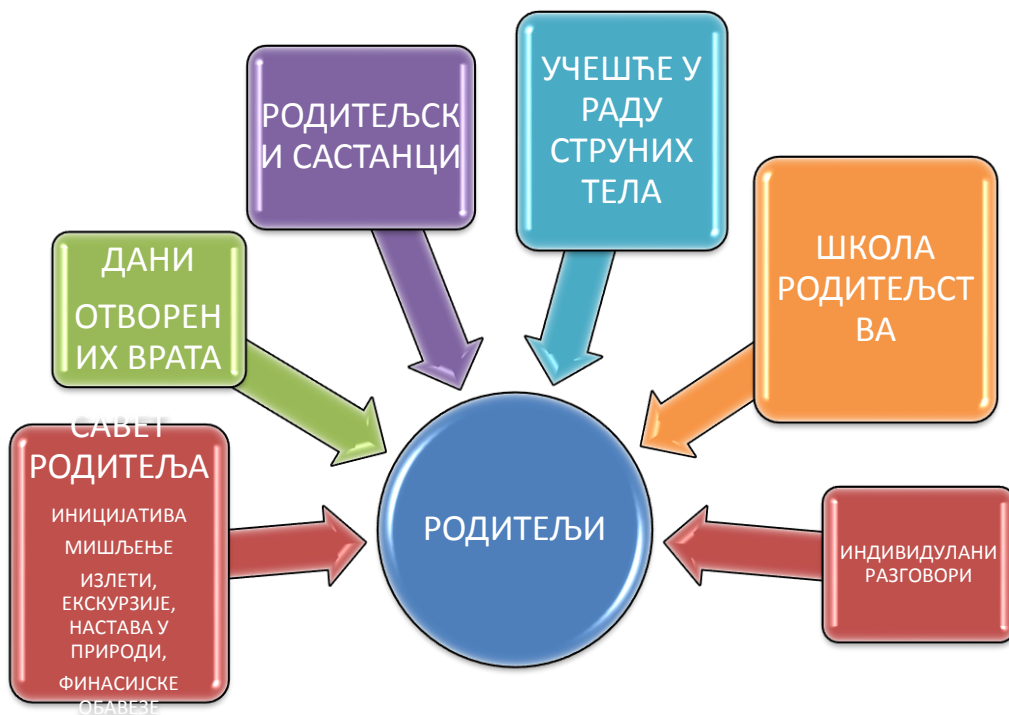 САВЕТ
РОДИТЕЉА
ИНИЦИЈАТИВА
МИШЉЕЊЕ
ИЗЛЕТИ,
ЕКСКУРЗИЈЕ,
НАСТАВА У
ПРИРОДИ,
ФИНАСИЈСКЕ
ОБАВЕЗЕ
ДАНИ
ОТВОРЕН
ИХ ВРАТА
РОДИТЕЉСК
И САСТАНЦИ
УЧЕШЋЕ У
РАДУ
СТРУНИХ
ТЕЛА
ШКОЛА
РОДИТЕЉСТ
ВА
ИНДИВИДУЛАНИ
РАЗГОВОРИ
РОДИТЕЉИ